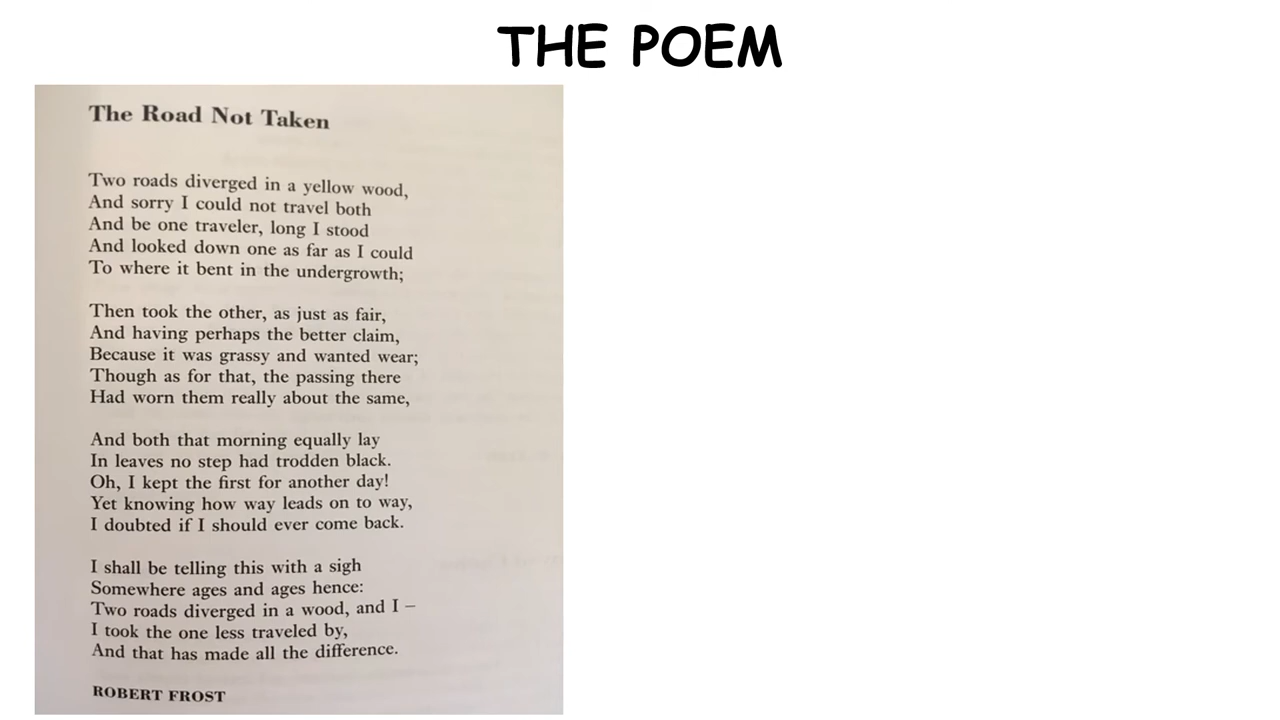 THE POEM
The Road Not Taken
Two roads diverged in a yellow wood,
And sorry I could not travel both
And be one traveler, long I stood
And looked down one as far as I could
To where it bent in the undergrowth;
Then took the other, as just as fair,
And having perhaps the better claim,
Because it was grassy and wanted wear;
Though as for that, the passing there
Had worn them really about the same,
And both that morning equally lay
In leaves no step had trodden black.
Oh, I kept the first for another day!
Yet knowing how way leads on to way,
I doubted if I should ever come back.
I shall be telling this with a sigh
Somewhere ages and ages hence:
Two roads diverged in a wood, and I –
I took the one less traveled by,
And that has made all the difference.
ROBERT FROST